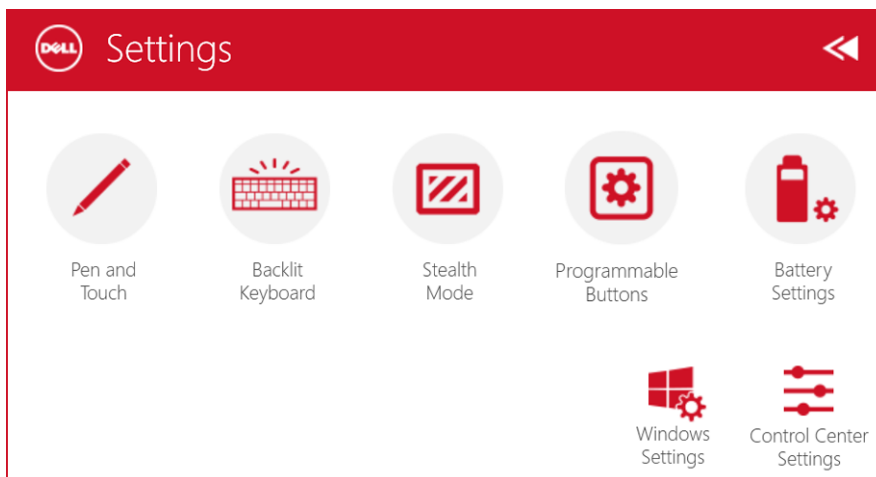 DELL Settings
Pen and
Touch
Backlit
Keyboard
Stealth
Mode
Programmable
Buttons
Battery
Settings
Windows
Settings
Control Center
Settings